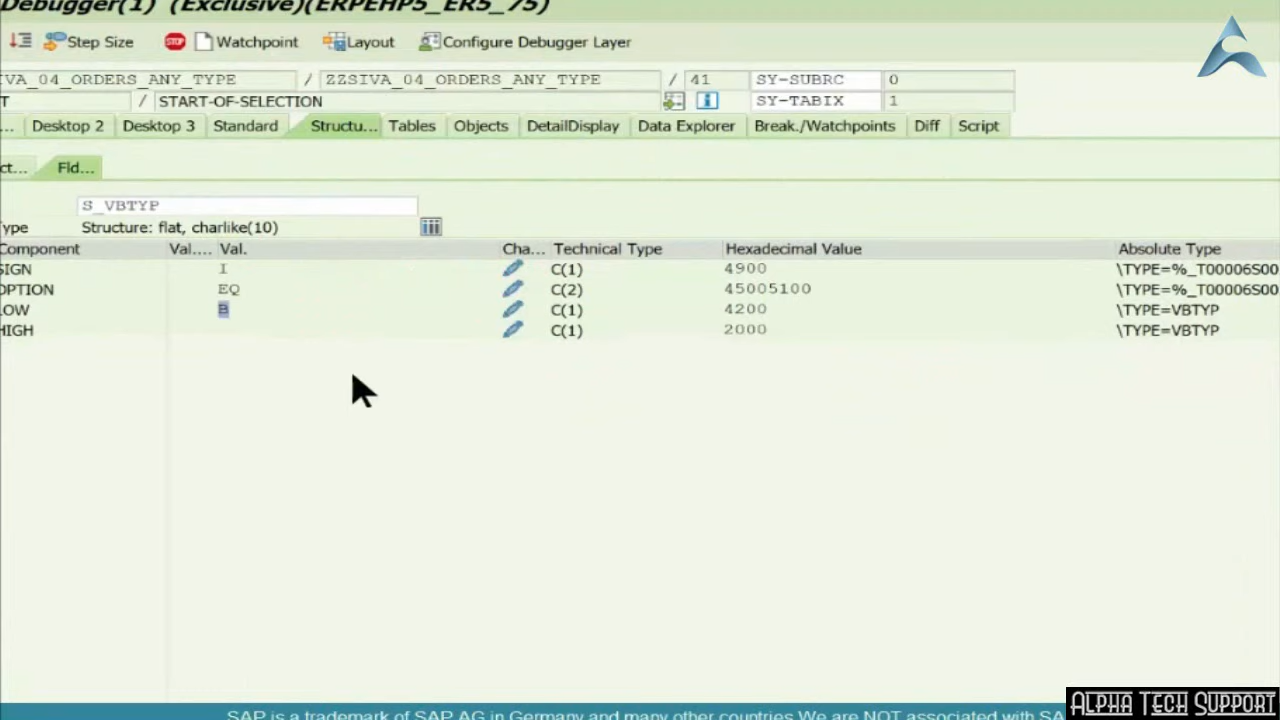 Debugger(1) (Exclusive)(ERPEHP5_ER5_75)
Step Size Watchpoint Layout Configure Debugger Layer
IVA_04_ORDERS_ANY_TYPE / ZZSIVA_04_ORDERS_ANY_TYPE / 41 SY-SUBRC 0
T / START-OF-SELECTION SY-TABIX 1
... Desktop 2 Desktop 3 Standard Structu... Tables Objects DetailDisplay Data Explorer Break./Watchpoints Diff Script
ct... Fld...
S_VBTYP
Type Structure: flat, charlike(10)
Component Val.... Val. Cha... Technical Type Hexadecimal Value Absolute Type
SIGN I C(1) 4900 \TYPE=%_T00006S00
OPTION EQ C(2) 45005100 \TYPE=%_T00006S00
LOW B C(1) 4200 \TYPE=VBTYP
HIGH C(1) 2000 \TYPE=VBTYP
SAP is a trademark of SAP AG in Germany and many other countries.We are NOT associated with SA
ALPHA TECH SUPPORT